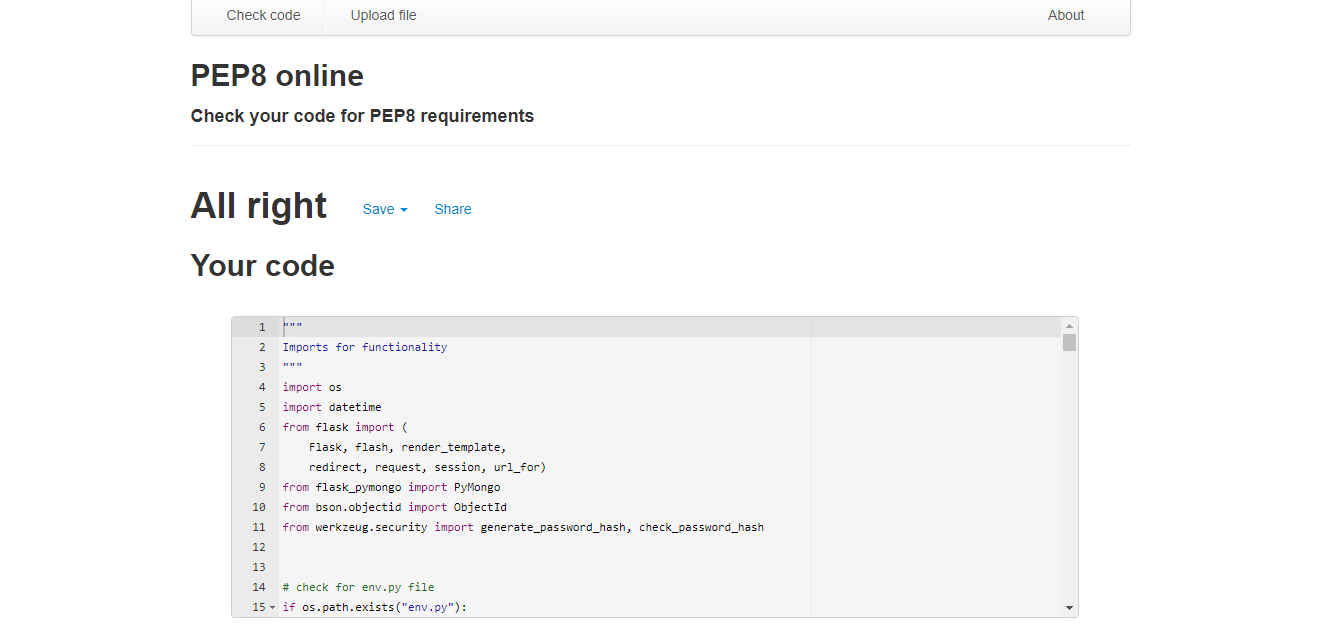 Check code Upload file About
PEP8 online
Check your code for PEP8 requirements
All right Save Share
Your code
1 """
2 Imports for functionality
3 """
4 import os
5 import datetime
6 from flask import (
7 Flask, flash, render_template,
8 redirect, request, session, url_for)
9 from flask_pymongo import PyMongo
10 from bson.objectid import ObjectId
11 from werkzeug.security import generate_password_hash, check_password_hash
12
13
14 # check for env.py file
15 if os.path.exists("env.py"):